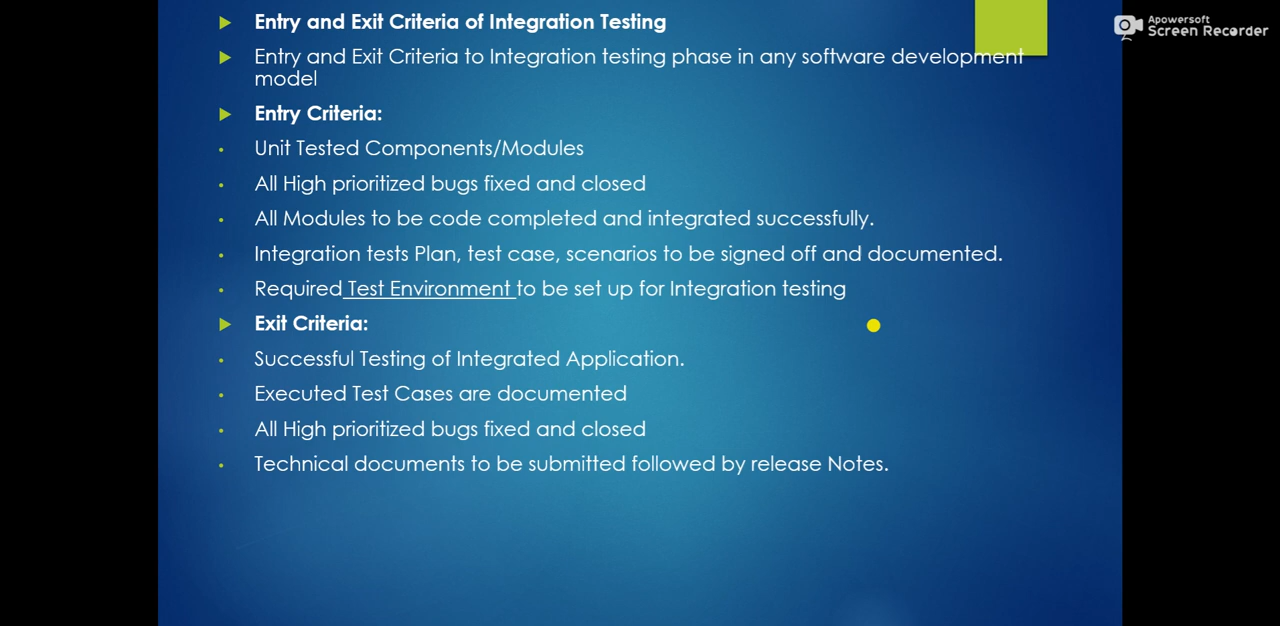 Entry and Exit Criteria of Integration Testing
Entry and Exit Criteria to Integration testing phase in any software development
model
Entry Criteria:
Unit Tested Components/Modules
All High prioritized bugs fixed and closed
All Modules to be code completed and integrated successfully.
Integration tests Plan, test case, scenarios to be signed off and documented.
Required Test Environment to be set up for Integration testing
Exit Criteria:
Successful Testing of Integrated Application.
Executed Test Cases are documented
All High prioritized bugs fixed and closed
Technical documents to be submitted followed by release Notes.
Apowersoft
Screen Recorder